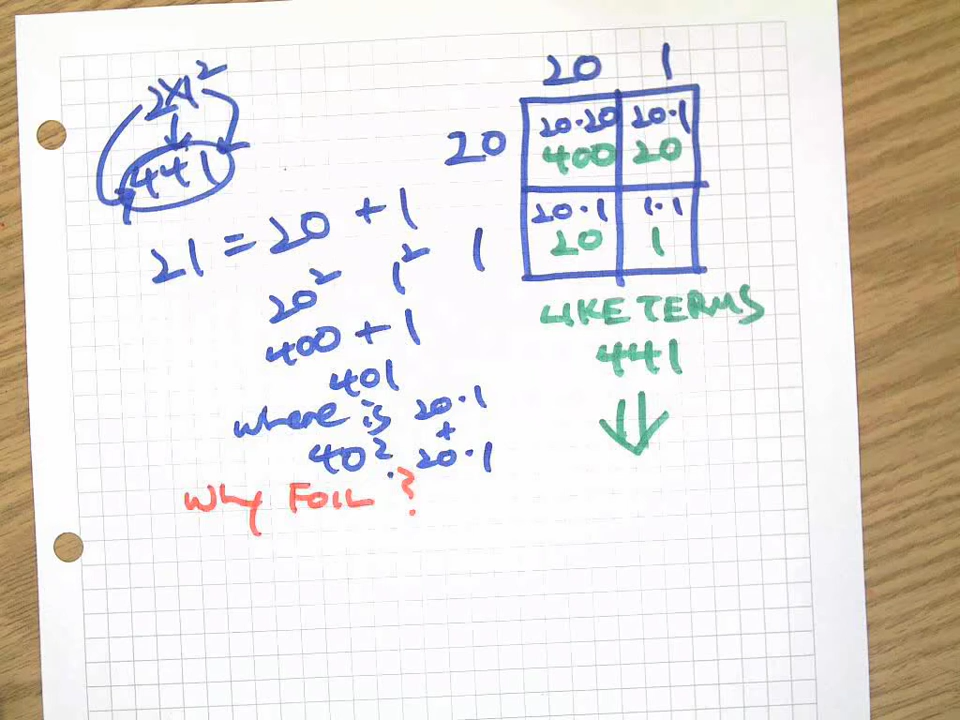 21²
441
21 = 20 + 1
20² 1²
400 + 1
401
where is 20·1
+
40? 20·1
Why FOIL?
20 1
20 20·20 20·1
400 20
1 20·1 1·1
20 1
LIKE TERMS
441